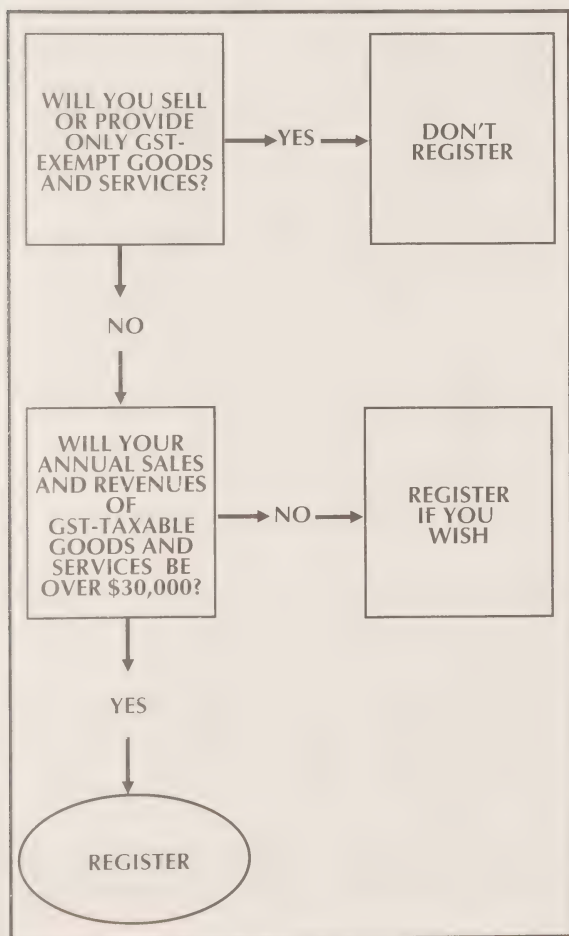 WILL YOU SELL
OR PROVIDE
ONLY GST-
EXEMPT GOODS
AND SERVICES?
YES
DON'T
REGISTER
NO
WILL YOUR
ANNUAL SALES
AND REVENUES
OF
GST-TAXABLE
GOODS AND
SERVICES BE
OVER $30,000?
NO
REGISTER
IF YOU
WISH
YES
REGISTER